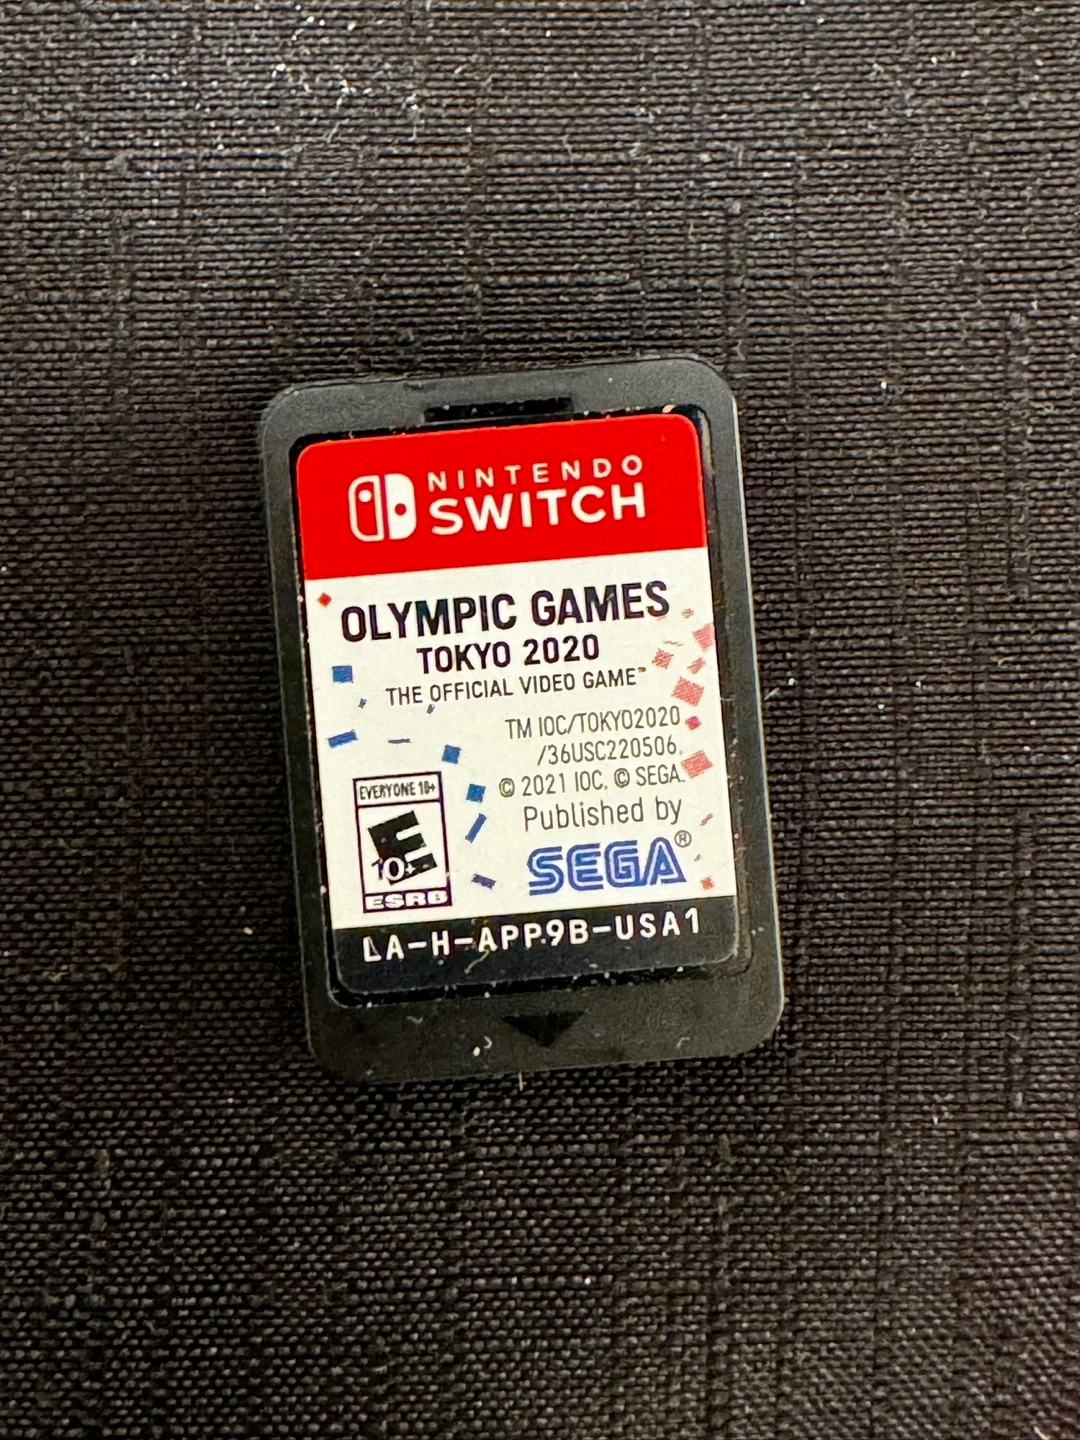 NINTENDO
SWITCH
OLYMPIC GAMES
TOKYO 2020
THE OFFICIAL VIDEO GAME™
TM IOC/TOKYO2020
/36USC220506.
© 2021 IOC. © SEGA.
Published by
SEGA®
EVERYONE 10+
E
10+
ESRB
LA-H-APP9B-USA1